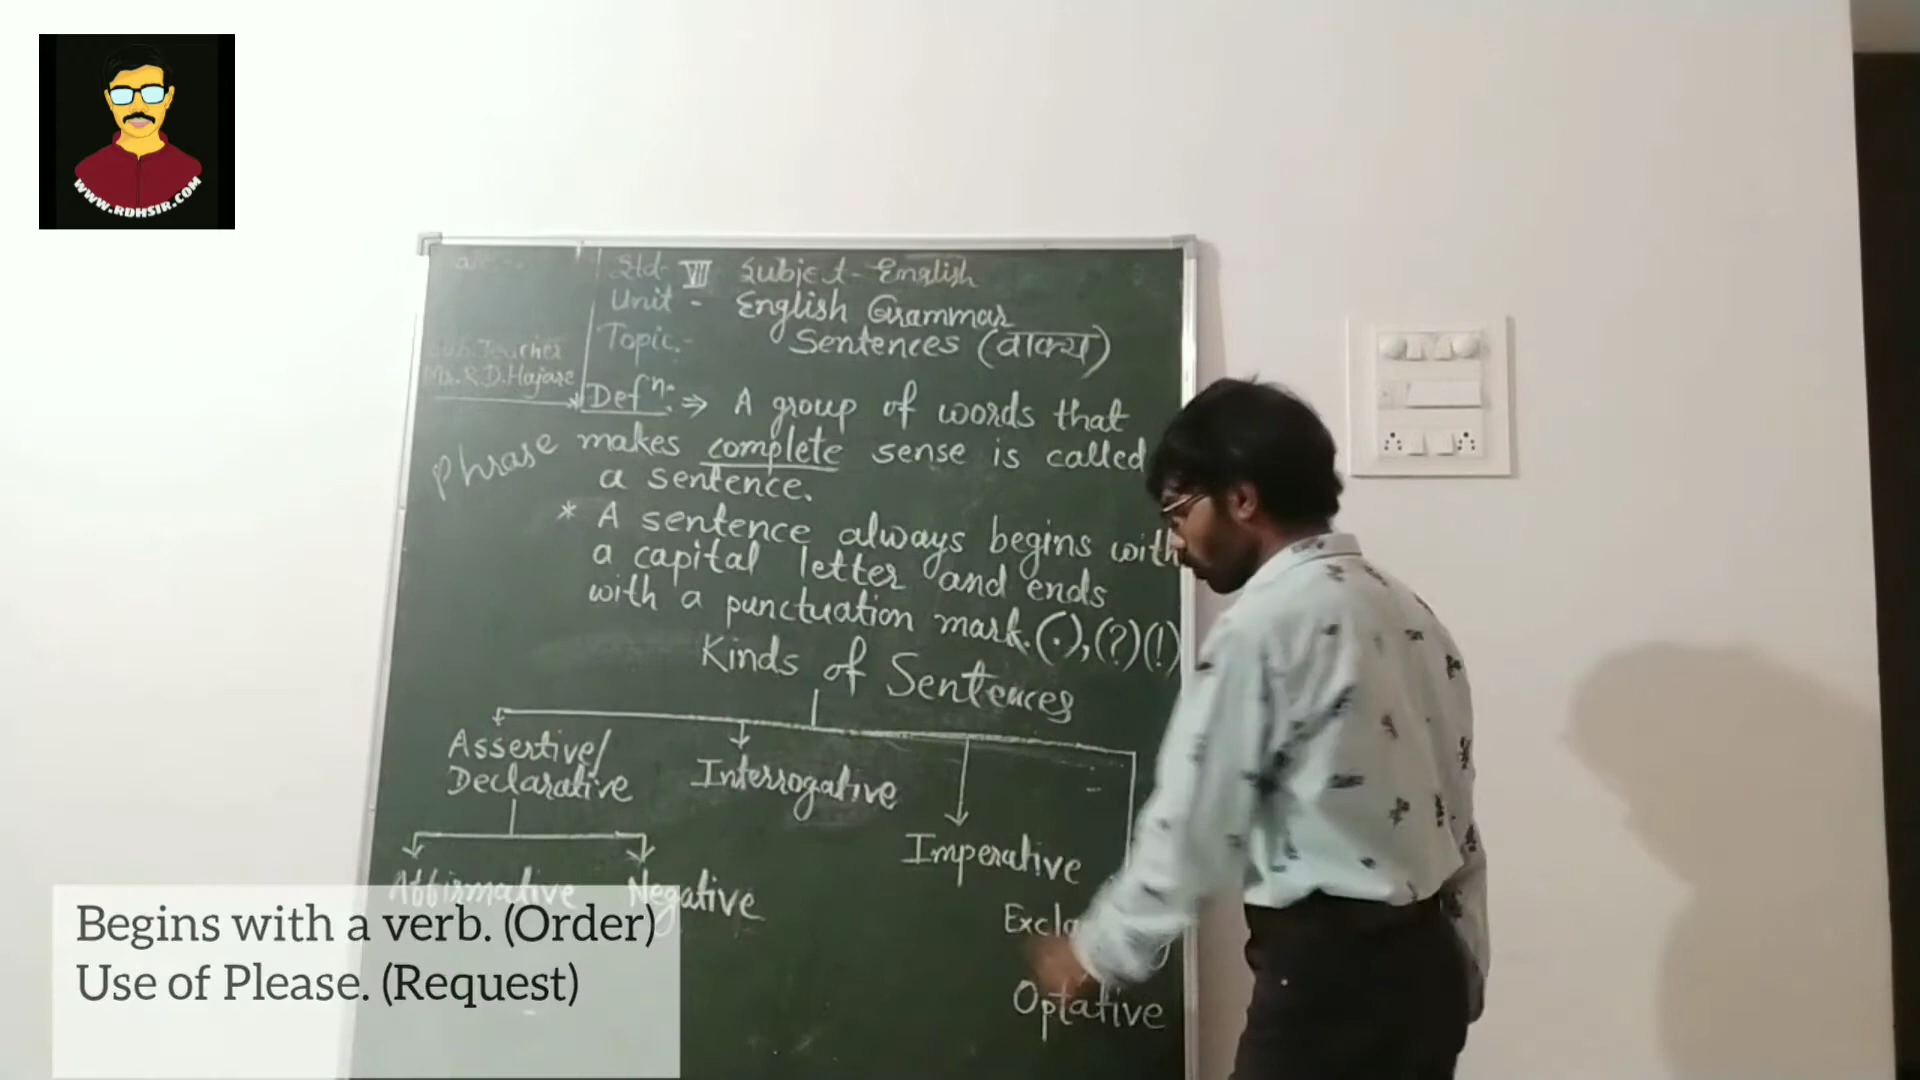 WWW.RDHSIR.COM
Std- VII Subject - English
Unit - English Grammar
Topic:- Sentences (वाक्य)
Sub. Teacher
Mr. R.D. Hajare
* Defⁿ: ⇒ A group of words that
makes complete sense is called
a sentence.
Phrase
* A sentence always begins with
a capital letter and ends
with a punctuation mark. (.), (?) (!)
Kinds of Sentences
Assertive/
Declarative
Interrogative
Imperative
Affirmative Negative
Optative
Begins with a verb. (Order)
Use of Please. (Request)